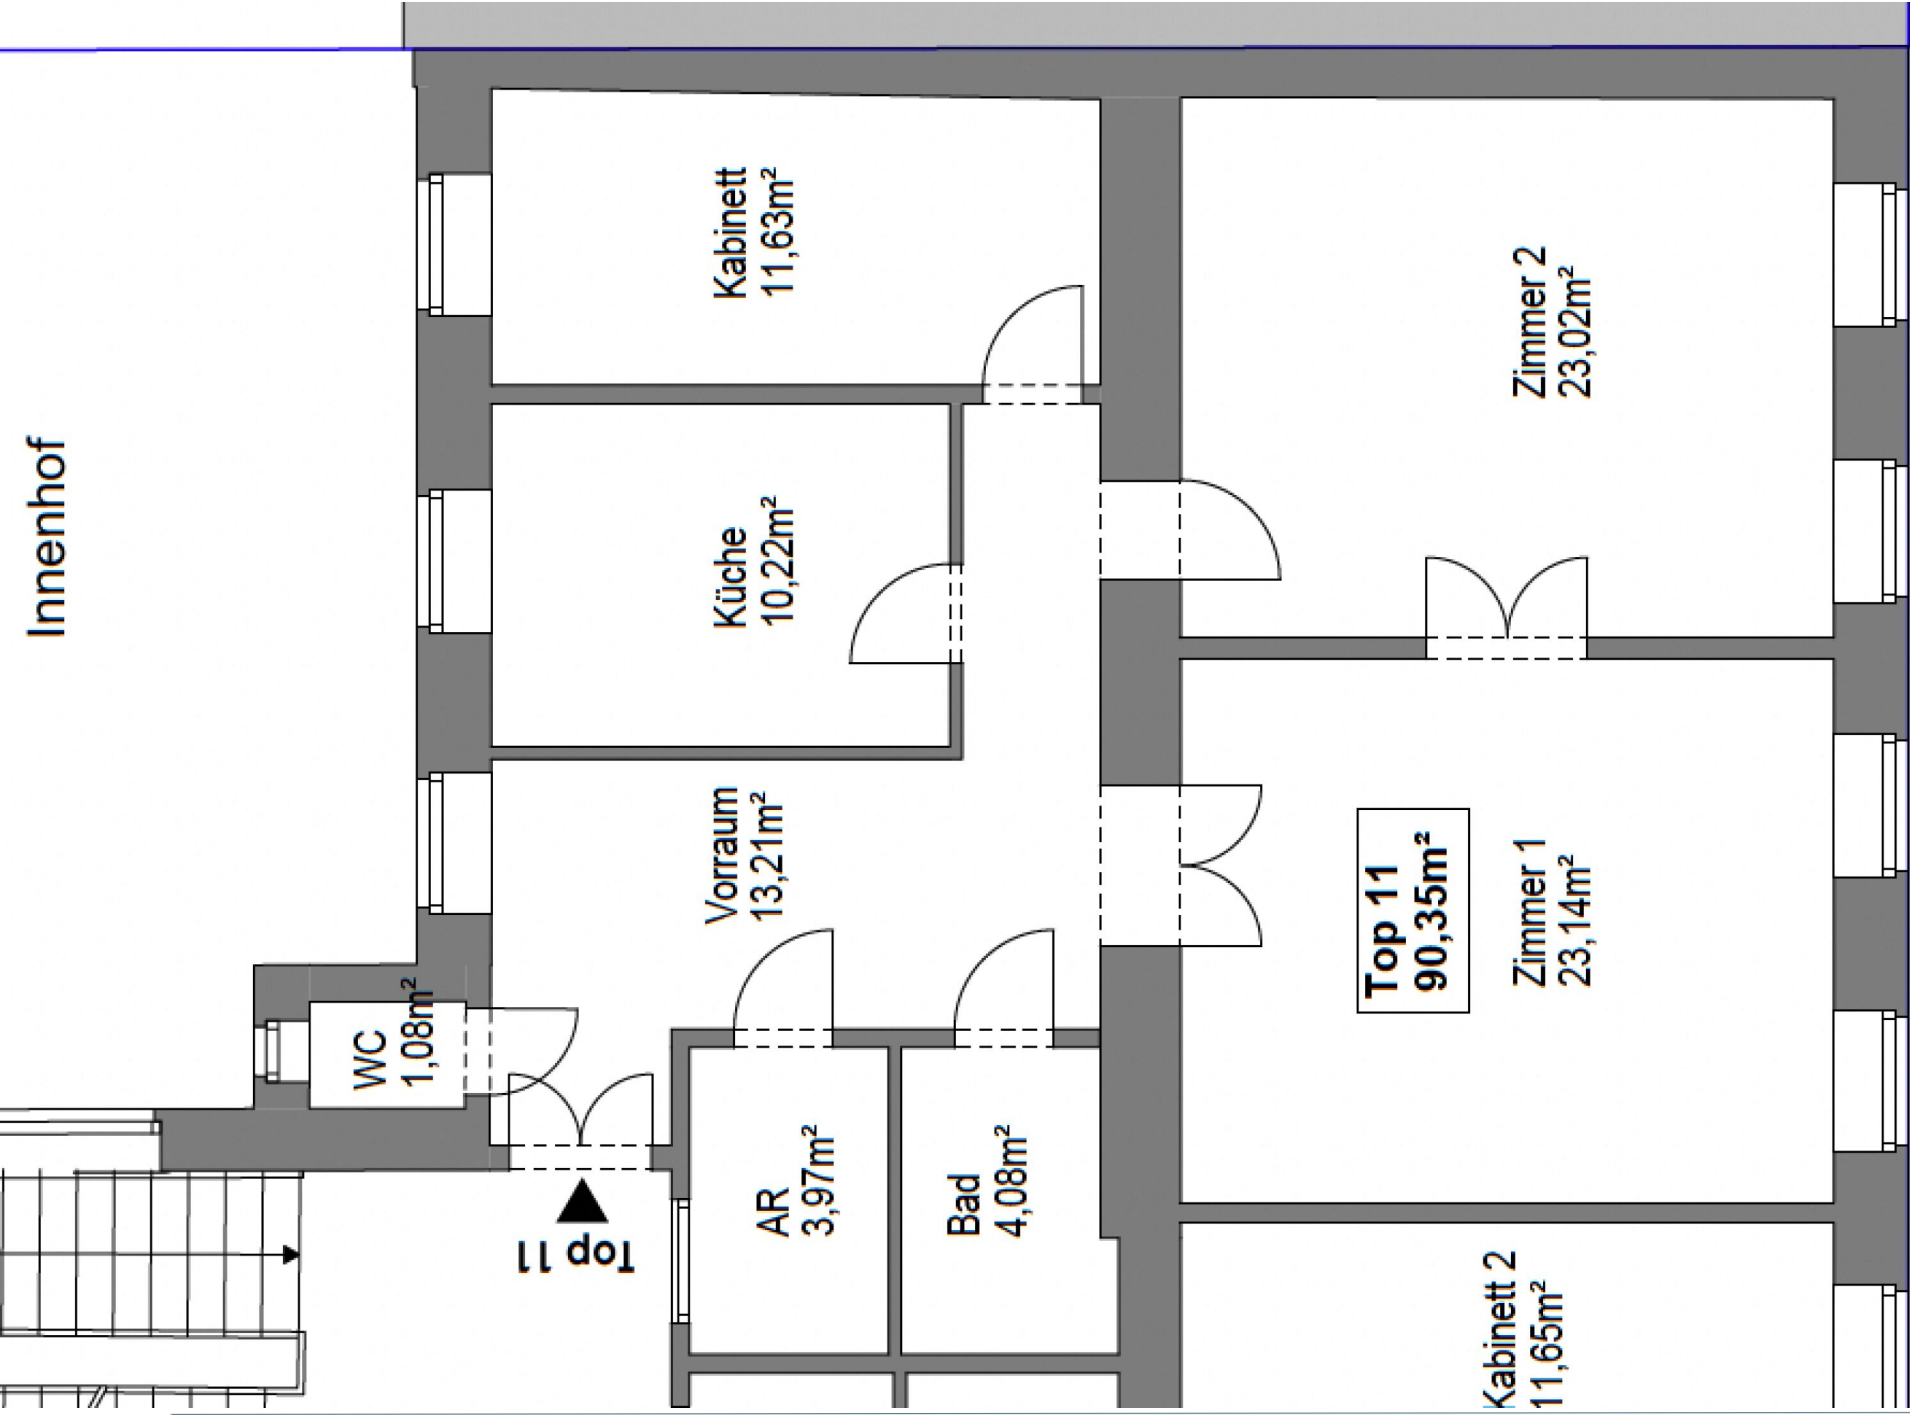 Innenhof
Kabinett
11,63m²
Zimmer 2
23,02m²
Küche
10,22m²
Vorraum
13,21m²
Top 11
90,35m²
Zimmer 1
23,14m²
WC
1,08m²
AR
3,97m²
Bad
4,08m²
Top 11
Kabinett 2
11,65m²